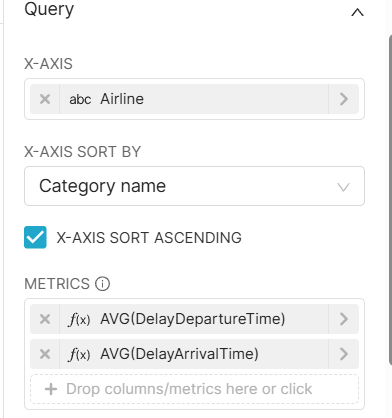 Query
X-AXIS
abc Airline
X-AXIS SORT BY
Category name
X-AXIS SORT ASCENDING
METRICS
f(x) AVG(DelayDepartureTime)
f(x) AVG(DelayArrivalTime)
Drop columns/metrics here or click